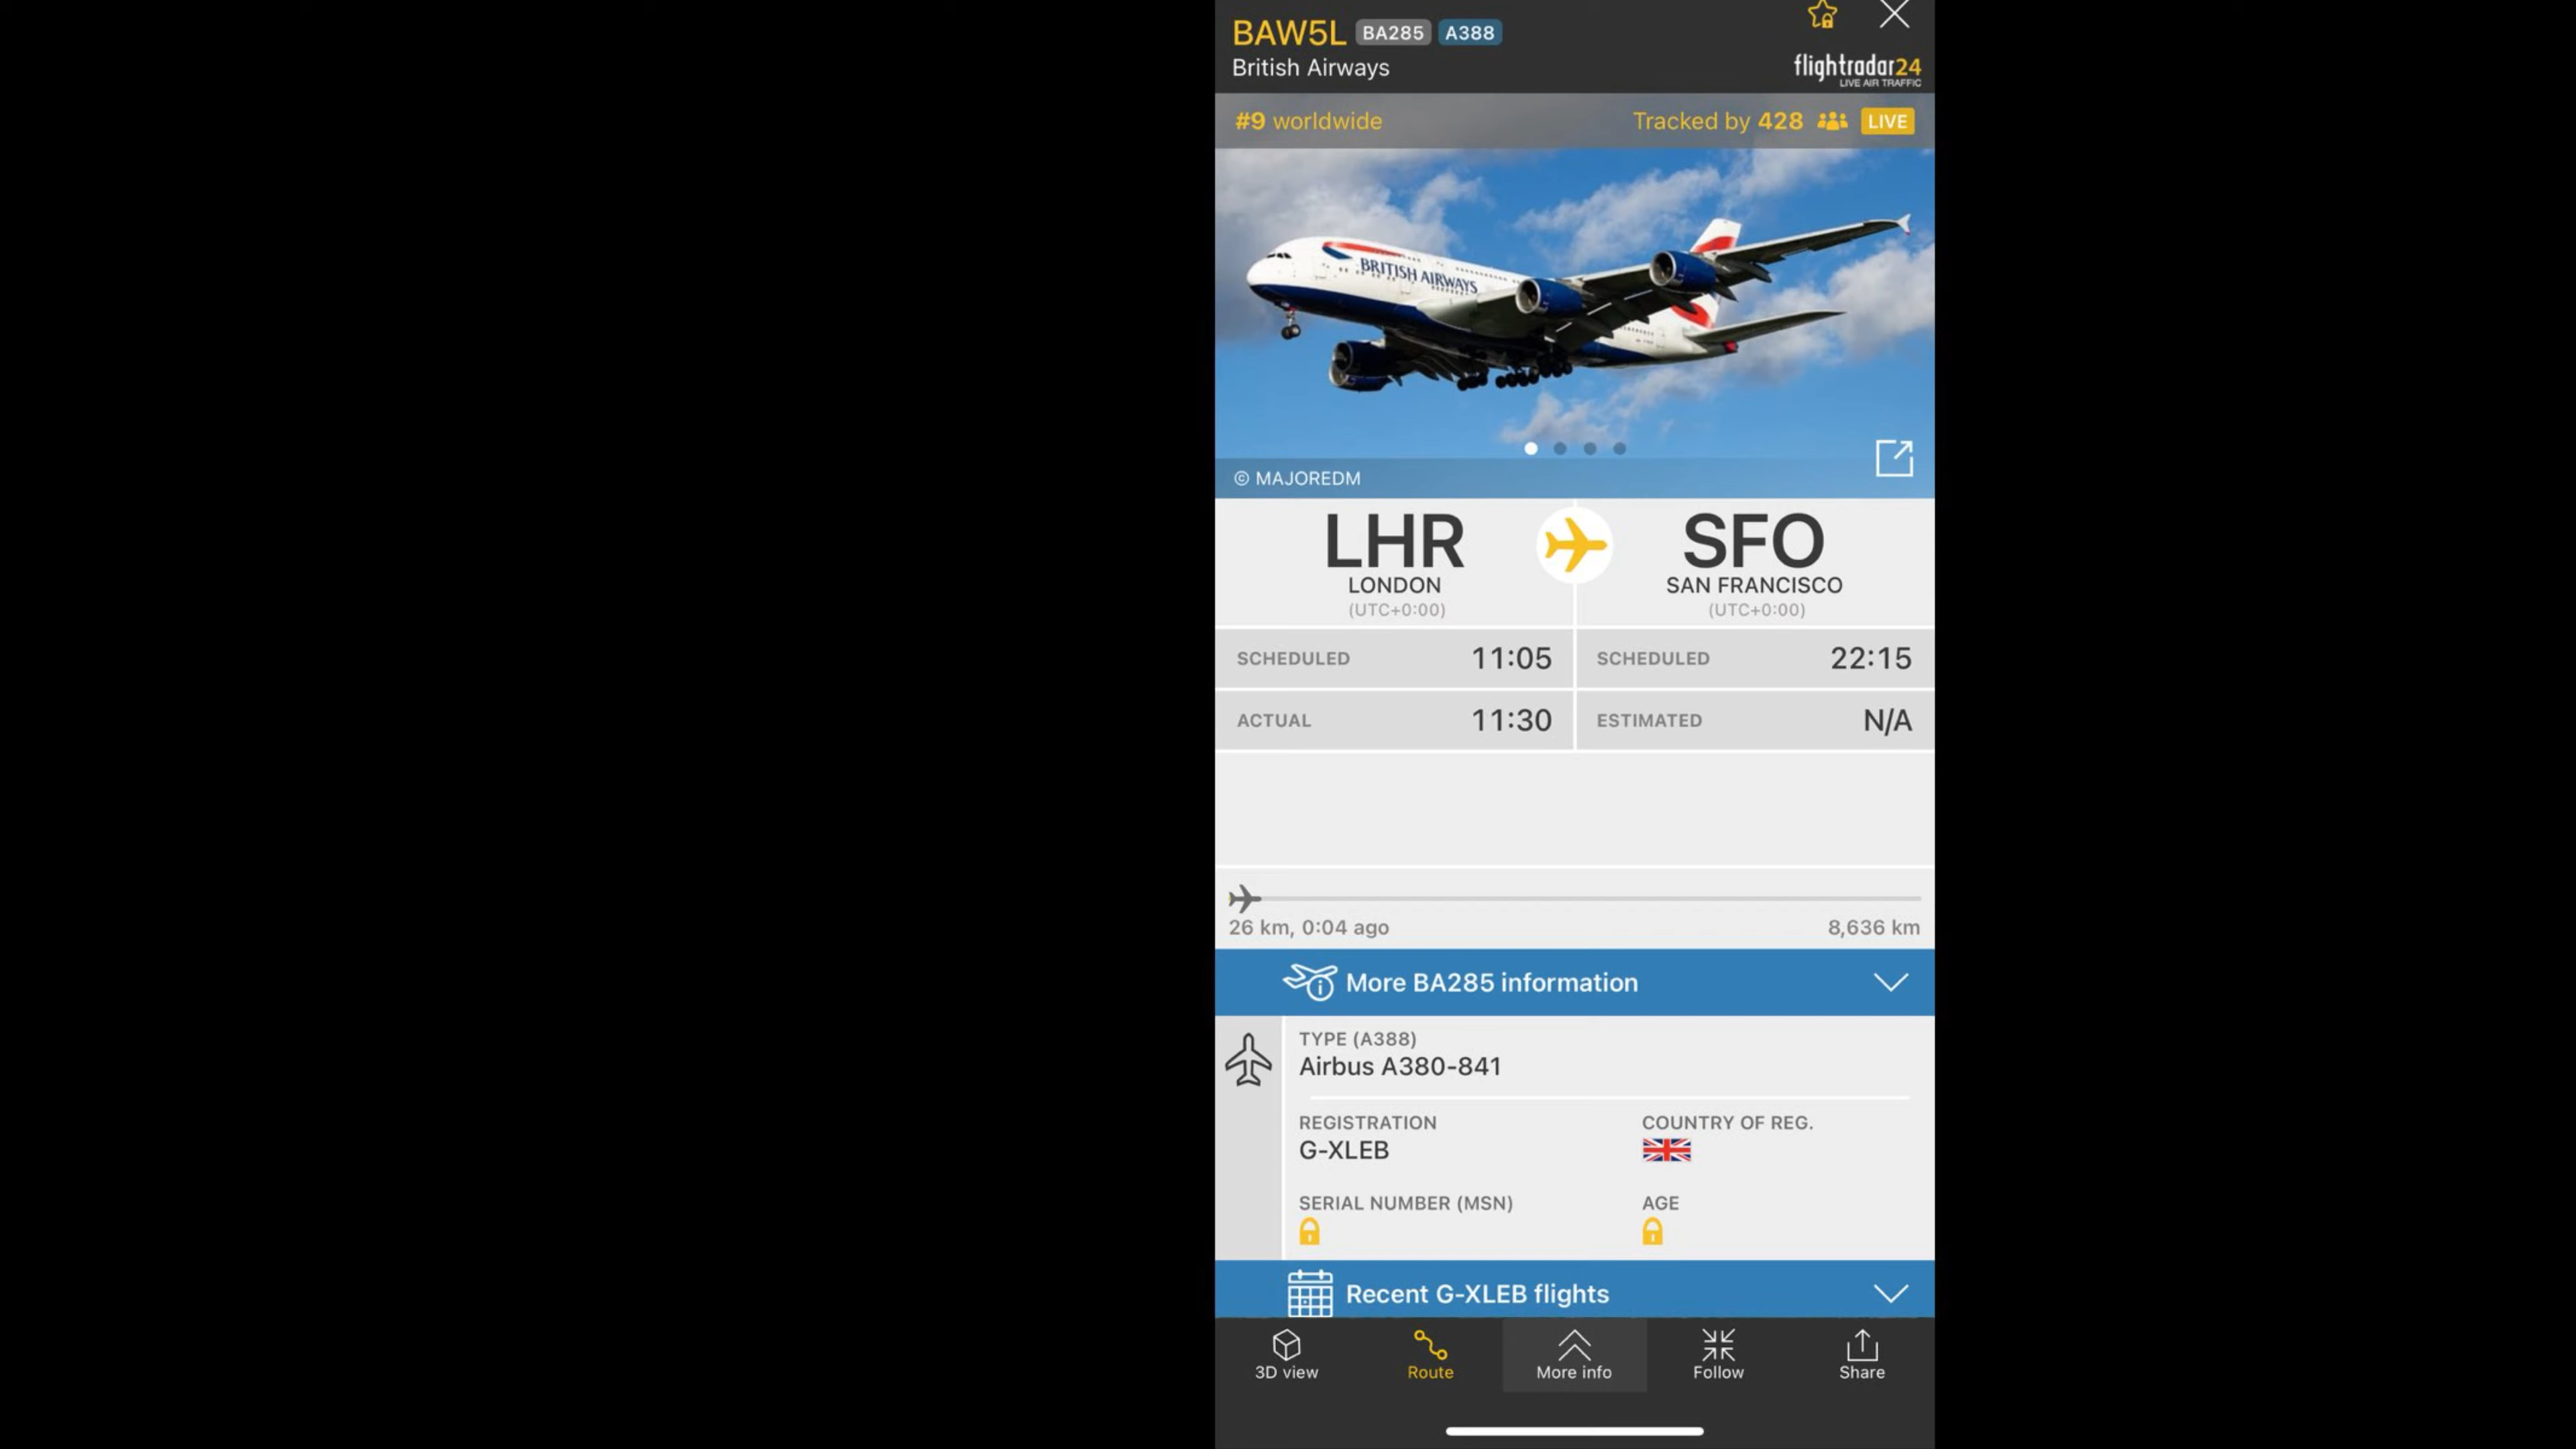 BAW5L BA285 A388
British Airways
flightradar24
LIVE AIR TRAFFIC
#9 worldwide Tracked by 428 LIVE
BRITISH AIRWAYS
© MAJOREDM
LHR SFO
LONDON SAN FRANCISCO
(UTC+0:00) (UTC+0:00)
SCHEDULED 11:05 SCHEDULED 22:15
ACTUAL 11:30 ESTIMATED N/A
26 km, 0:04 ago 8,636 km
More BA285 information
TYPE (A388)
Airbus A380-841
REGISTRATION COUNTRY OF REG.
G-XLEB
SERIAL NUMBER (MSN) AGE
Recent G-XLEB flights
3D view Route More info Follow Share